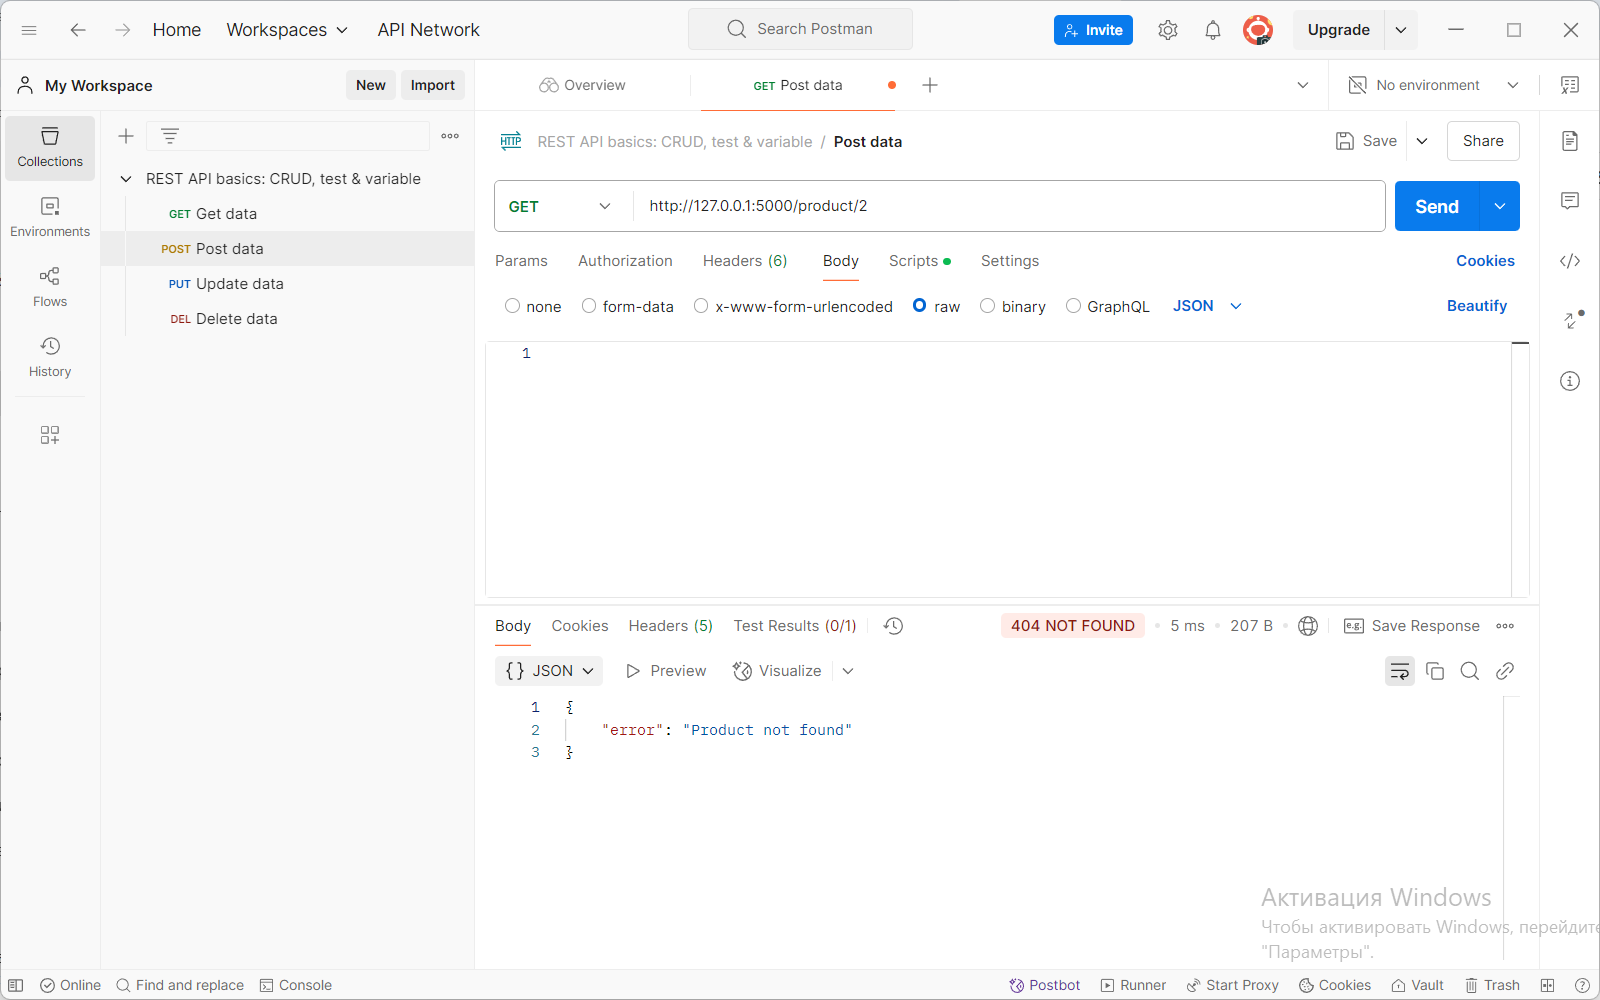 Home Workspaces API Network Search Postman Invite Upgrade
My Workspace New Import Overview GET Post data No environment
Collections
REST API basics: CRUD, test & variable
GET Get data
POST Post data
PUT Update data
DEL Delete data
Environments
Flows
History
HTTP REST API basics: CRUD, test & variable / Post data Save Share
GET http://127.0.0.1:5000/product/2 Send
Params Authorization Headers (6) Body Scripts Settings Cookies
none form-data x-www-form-urlencoded raw binary GraphQL JSON Beautify
1
Body Cookies Headers (5) Test Results (0/1) 404 NOT FOUND 5 ms 207 B e.g. Save Response
{} JSON Preview Visualize
1 {
2 "error": "Product not found"
3 }
Активация Windows
Чтобы активировать Windows, перейдите
"Параметры".
Online Find and replace Console Postbot Runner Start Proxy Cookies Vault Trash